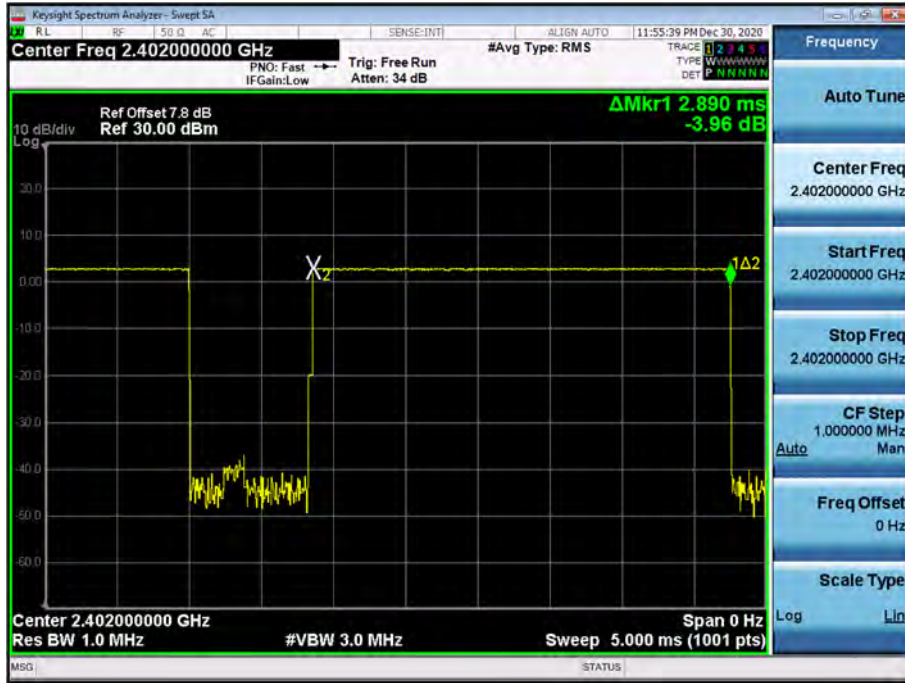 Keysight Spectrum Analyzer - Swept SA
RL RF 50 Ω AC SENSE:INT ALIGN AUTO 11:55:39 PM Dec 30, 2020
Center Freq 2.402000000 GHz
#Avg Type: RMS
TRACE 1 2 3 4 5 6
PNO: Fast
Trig: Free Run
TYPE WWWWWW
IFGain:Low
Atten: 34 dB
DET P N N N N N
Ref Offset 7.8 dB
ΔMkr1 2.890 ms
10 dB/div
Ref 30.00 dBm
-3.96 dB
Log
20.0
10.0
0.00
-10.0
-20.0
-30.0
-40.0
-50.0
-60.0
2
1Δ2
Center 2.402000000 GHz
Span 0 Hz
Res BW 1.0 MHz
#VBW 3.0 MHz
Sweep 5.000 ms (1001 pts)
MSG
STATUS
Frequency
Auto Tune
Center Freq
2.402000000 GHz
Start Freq
2.402000000 GHz
Stop Freq
2.402000000 GHz
CF Step
1.000000 MHz
Auto Man
Freq Offset
0 Hz
Scale Type
Log Lin